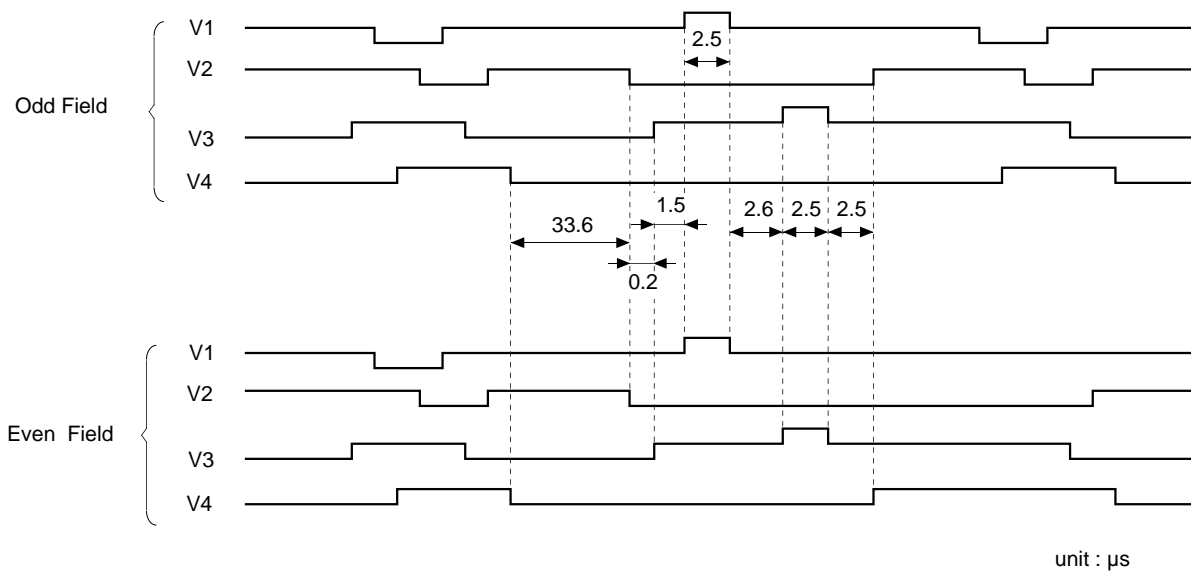 V1
2.5
V2
Odd Field
V3
V4
1.5 2.6 2.5 2.5
33.6
0.2
V1
V2
Even Field
V3
V4
unit : µs